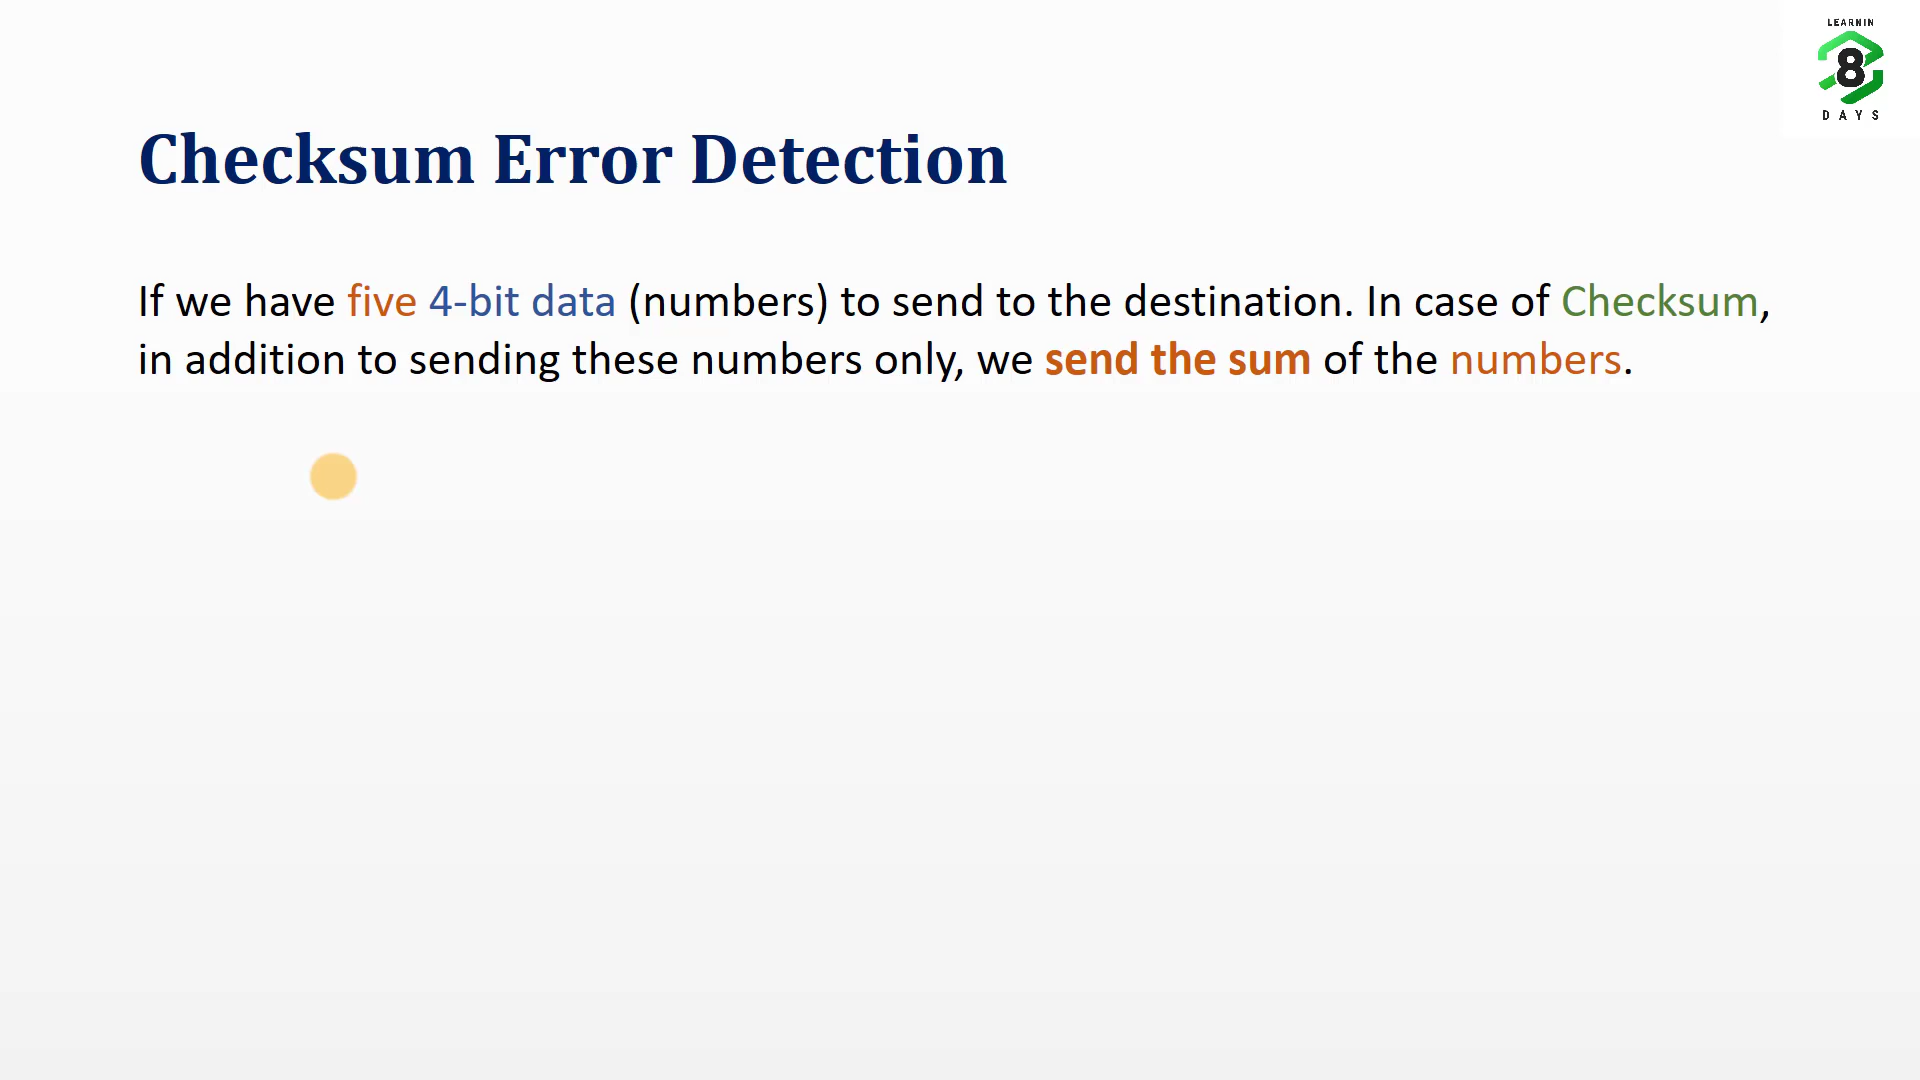 LEARNIN
8
DAYS
Checksum Error Detection
If we have five 4-bit data (numbers) to send to the destination. In case of Checksum,
in addition to sending these numbers only, we send the sum of the numbers.